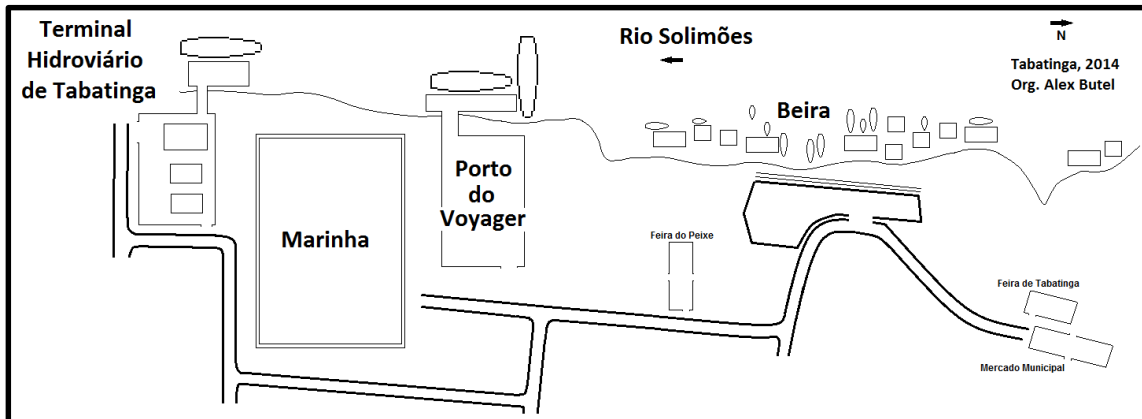 Terminal
Hidroviário
de Tabatinga
Rio Solimões
N
Tabatinga, 2014
Org. Alex Butel
Beira
Porto
do
Voyager
Marinha
Feira do Peixe
Feira de Tabatinga
Mercado Municipal